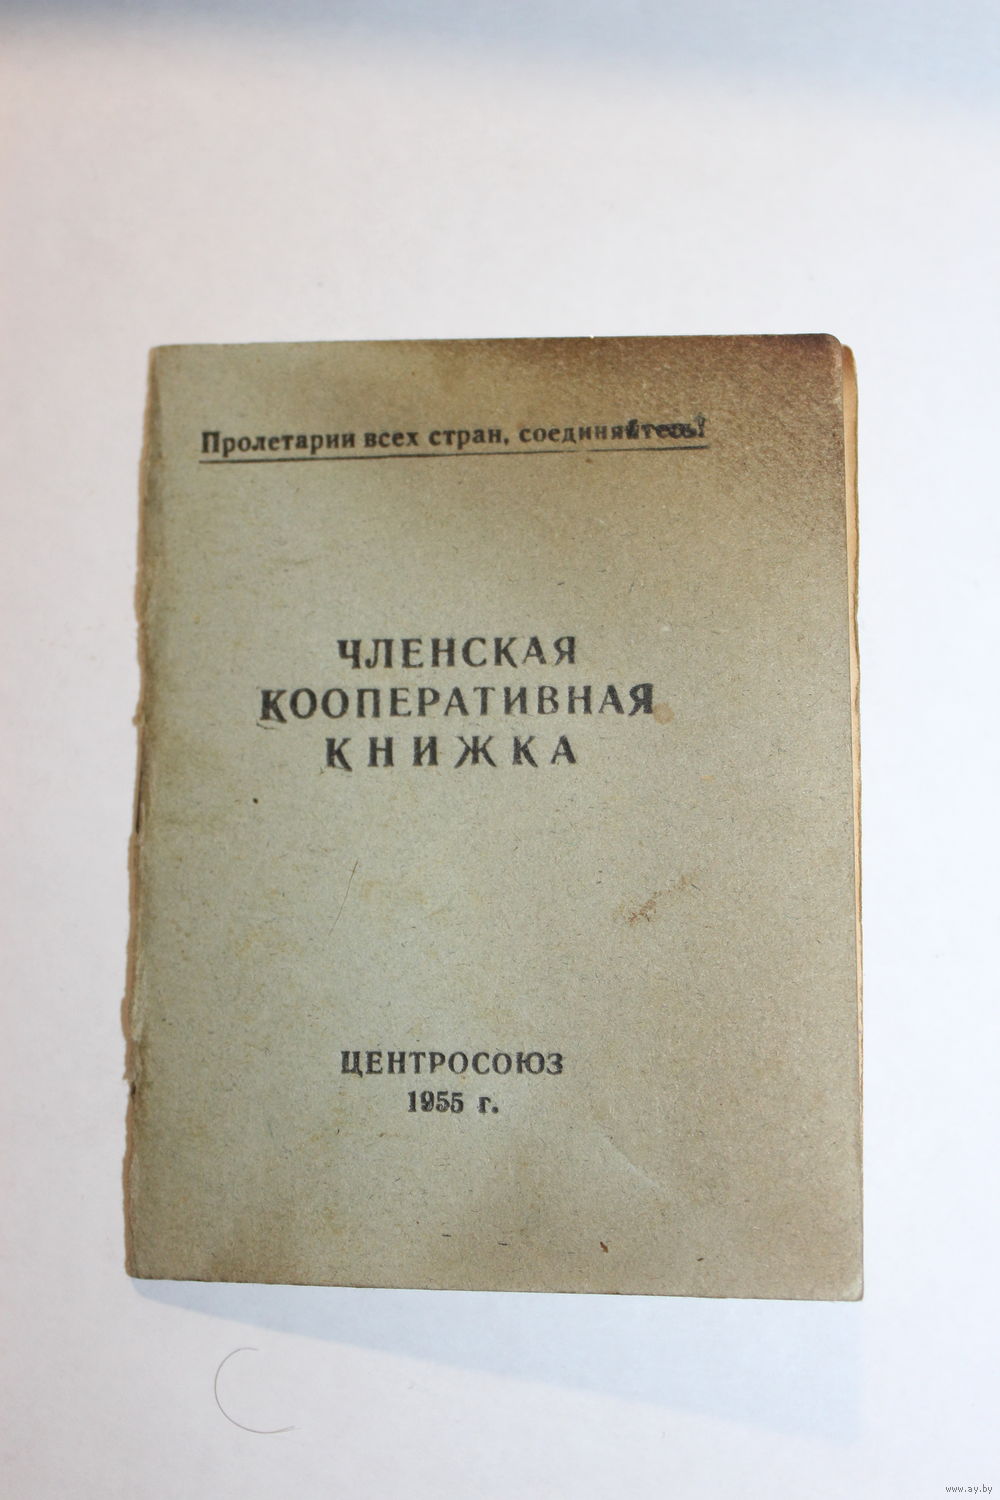 Пролетарии всех стран, соединяйтесь!
ЧЛЕНСКАЯ
КООПЕРАТИВНАЯ
КНИЖКА
ЦЕНТРОСОЮЗ
1955 г.
www.ay.by